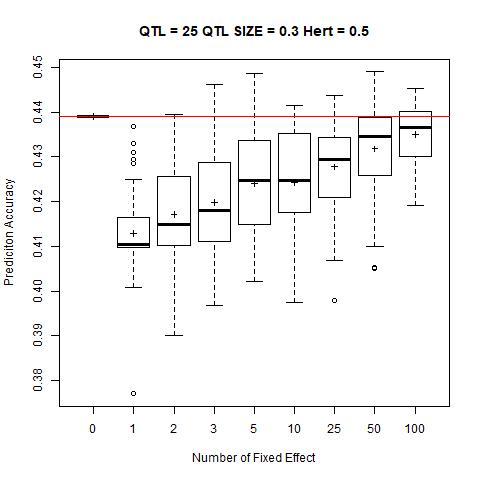 QTL = 25 QTL SIZE = 0.3 Hert = 0.5
0.45
0.44
0.43
0.42
0.41
0.40
0.39
0.38
Prediciton Accuracy
0 1 2 3 5 10 25 50 100
Number of Fixed Effect